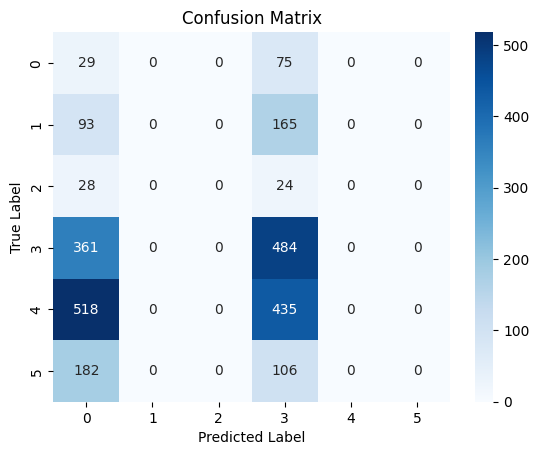 Confusion Matrix
0 29 0 0 75 0 0
1 93 0 0 165 0 0
2 28 0 0 24 0 0
3 361 0 0 484 0 0
4 518 0 0 435 0 0
5 182 0 0 106 0 0
0 1 2 3 4 5
True Label
Predicted Label
500
400
300
200
100
0